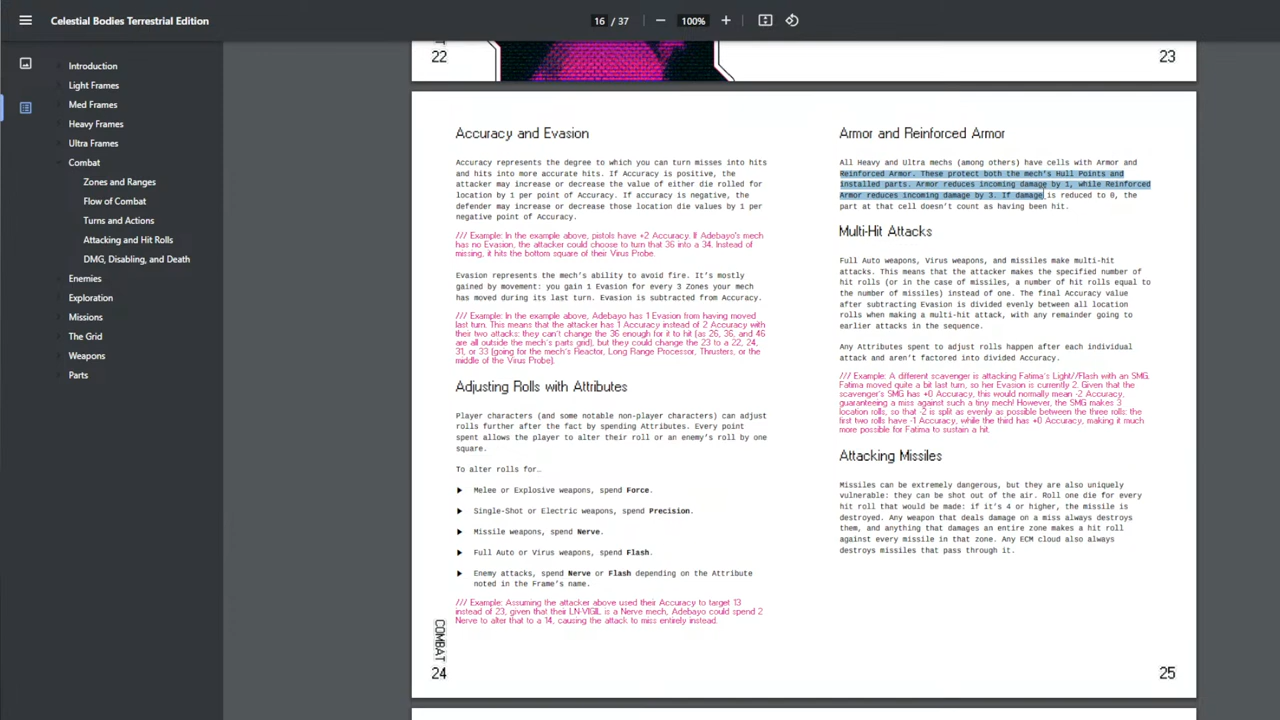 Celestial Bodies Terrestrial Edition
16 / 37
100%
Introduction
Light Frames
Med Frames
Heavy Frames
Ultra Frames
Combat
Zones and Ranges
Flow of Combat
Turns and Actions
Attacking and Hit Rolls
DMG, Disabling, and Death
Enemies
Exploration
Missions
The Grid
Weapons
Parts
22
23
Accuracy and Evasion
Accuracy represents the degree to which you can turn misses into hits
and hits into more accurate hits. If Accuracy is positive, the
attacker may increase or decrease the value of either die rolled for
location by 1 per point of Accuracy. If accuracy is negative, the
defender may increase or decrease those location die values by 1 per
negative point of Accuracy.
/// Example: In the example above, pistols have +2 Accuracy. If Adebayo's mech
has no Evasion, the attacker could choose to turn that 36 into a 34. Instead of
missing, it hits the bottom square of their Virus Probe.
Evasion represents the mech's ability to avoid fire. It's mostly
gained by movement: you gain 1 Evasion for every 3 Zones your mech
has moved during its last turn. Evasion is subtracted from Accuracy.
/// Example: In the example above, Adebayo has 1 Evasion from having moved
last turn. This means that the attacker has 1 Accuracy instead of 2 Accuracy with
their two attacks: they can't change the 36 enough for it to hit (as 26, 36, and 46
are all outside the mech's parts grid), but they could change the 23 to a 22, 24,
31, or 33 (going for the mech's Reactor, Long Range Processor, Thrusters, or the
middle of the Virus Probe).
Adjusting Rolls with Attributes
Player characters (and some notable non-player characters) can adjust
rolls further after the fact by spending Attributes. Every point
spent allows the player to alter their roll or an enemy's roll by one
square.
To alter rolls for…
Melee or Explosive weapons, spend Force.
Single-Shot or Electric weapons, spend Precision.
Missile weapons, spend Nerve.
Full Auto or Virus weapons, spend Flash.
Enemy attacks, spend Nerve or Flash depending on the Attribute
noted in the Frame's name.
/// Example: Assuming the attacker above used their Accuracy to target 13
instead of 23, given that their LN-VIGIL is a Nerve mech, Adebayo could spend 2
Nerve to alter that to a 14, causing the attack to miss entirely instead.
COMBAT
24
Armor and Reinforced Armor
All Heavy and Ultra mechs (among others) have cells with Armor and
Reinforced Armor. These protect both the mech's Hull Points and
installed parts. Armor reduces incoming damage by 1, while Reinforced
Armor reduces incoming damage by 3. If damage is reduced to 0, the
part at that cell doesn't count as having been hit.
Multi-Hit Attacks
Full Auto weapons, Virus weapons, and missiles make multi-hit
attacks. This means that the attacker makes the specified number of
hit rolls (or in the case of missiles, a number of hit rolls equal to
the number of missiles) instead of one. The final Accuracy value
after subtracting Evasion is divided evenly between all location
rolls when making a multi-hit attack, with any remainder going to
earlier attacks in the sequence.
Any Attributes spent to adjust rolls happen after each individual
attack and aren't factored into divided Accuracy.
/// Example: A different scavenger is attacking Fatima's Light//Flash with an SMG.
Fatima moved quite a bit last turn, so her Evasion is currently 2. Given that the
scavenger's SMG has +0 Accuracy, this would normally mean -2 Accuracy,
guaranteeing a miss against such a tiny mech! However, the SMG makes 3
location rolls, so that -2 is split as evenly as possible between the three rolls: the
first two rolls have -1 Accuracy, while the third has +0 Accuracy, making it much
more possible for Fatima to sustain a hit.
Attacking Missiles
Missiles can be extremely dangerous, but they are also uniquely
vulnerable: they can be shot out of the air. Roll one die for every
hit roll that would be made: if it's 4 or higher, the missile is
destroyed. Any weapon that deals damage on a miss always destroys
them, and anything that damages an entire zone makes a hit roll
against every missile in that zone. Any ECM cloud also always
destroys missiles that pass through it.
25